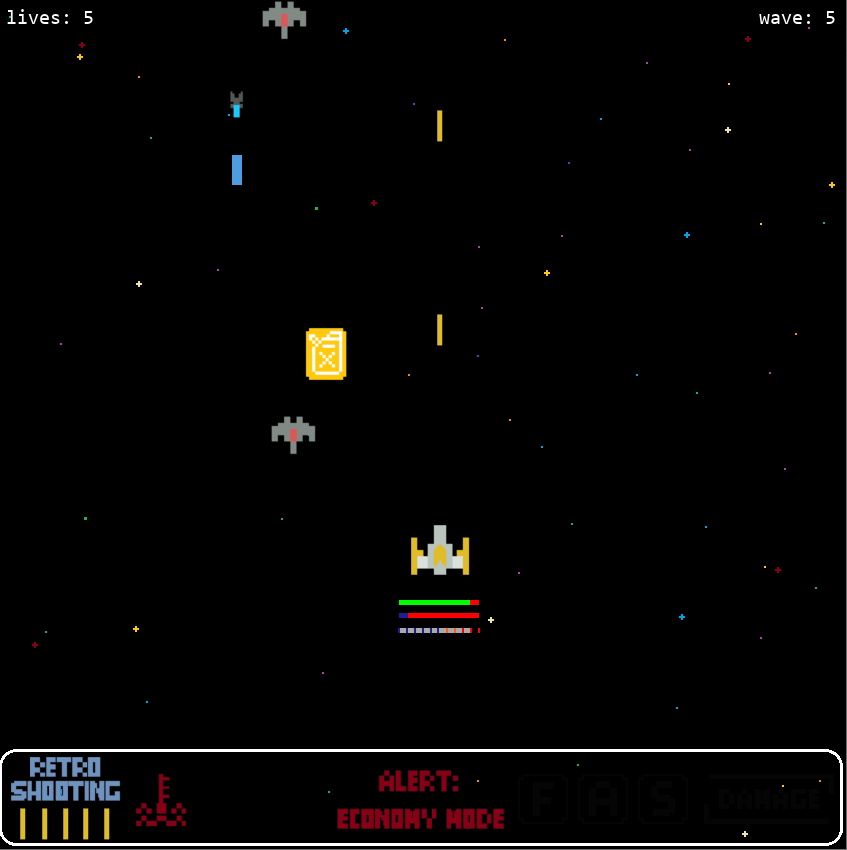 lives: 5
wave: 5
RETRO
SHOOTING
ALERT:
ECONOMY MODE
F A S
DAMAGE